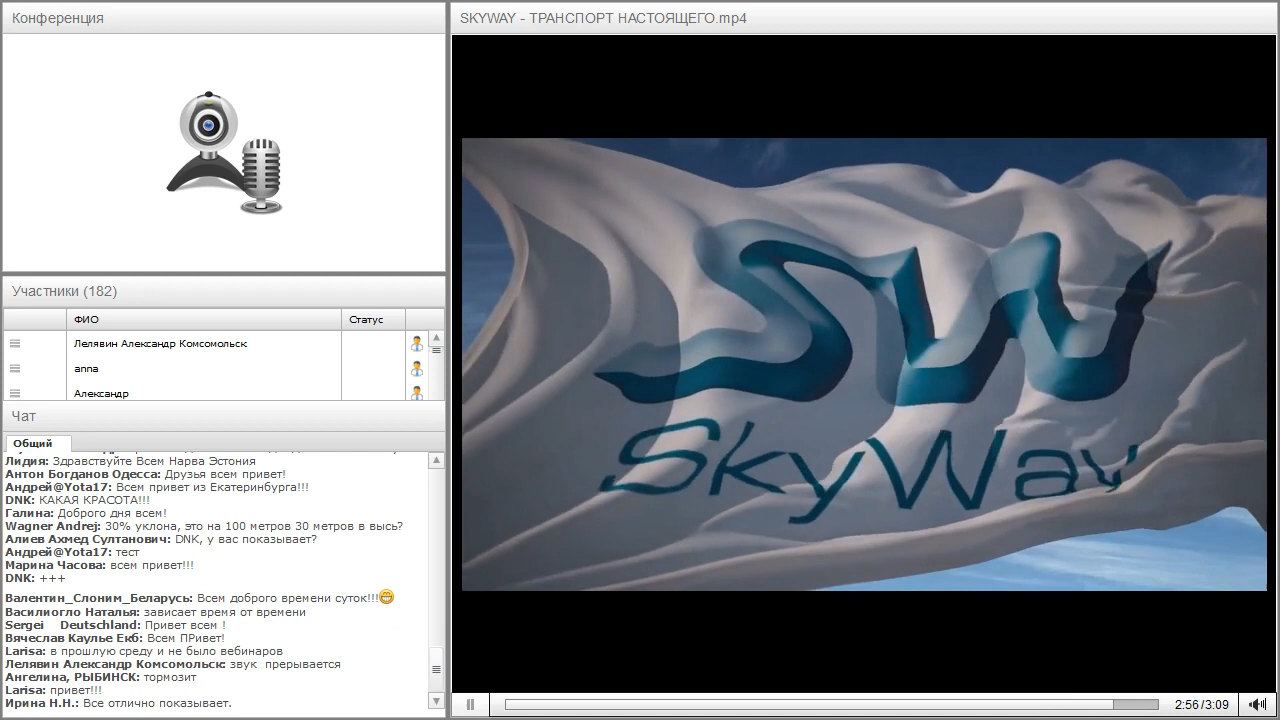 Конференция
SKYWAY - ТРАНСПОРТ НАСТОЯЩЕГО.mp4
SW
SkyWay
Участники (182)
ФИО Статус
Лелявин Александр Комсомольск
anna
Александр
Чат
Общий
Лидия: Здравствуйте Всем Нарва Эстония
Антон Богданов Одесса: Друзья всем привет!
Андрей@Yota17: Всем привет из Екатеринбурга!!!
DNK: КАКАЯ КРАСОТА!!!
Галина: Доброго дня всем!
Wagner Andrej: 30% уклона, это на 100 метров 30 метров в высь?
Алиев Ахмед Султанович: DNK, у вас показывает?
Андрей@Yota17: тест
Марина Часова: всем привет!!!
DNK: +++
Валентин_Слоним_Беларусь: Всем доброго времени суток!!!
Василиогло Наталья: зависает время от времени
Sergei Deutschland: Привет всем !
Вячеслав Каулье Екб: Всем ПРивет!
Larisa: в прошлую среду и не было вебинаров
Лелявин Александр Комсомольск: звук прерывается
Ангелина, РЫБИНСК: тормозит
Larisa: привет!!!
Ирина Н.Н.: Все отлично показывает.
2:56/3:09